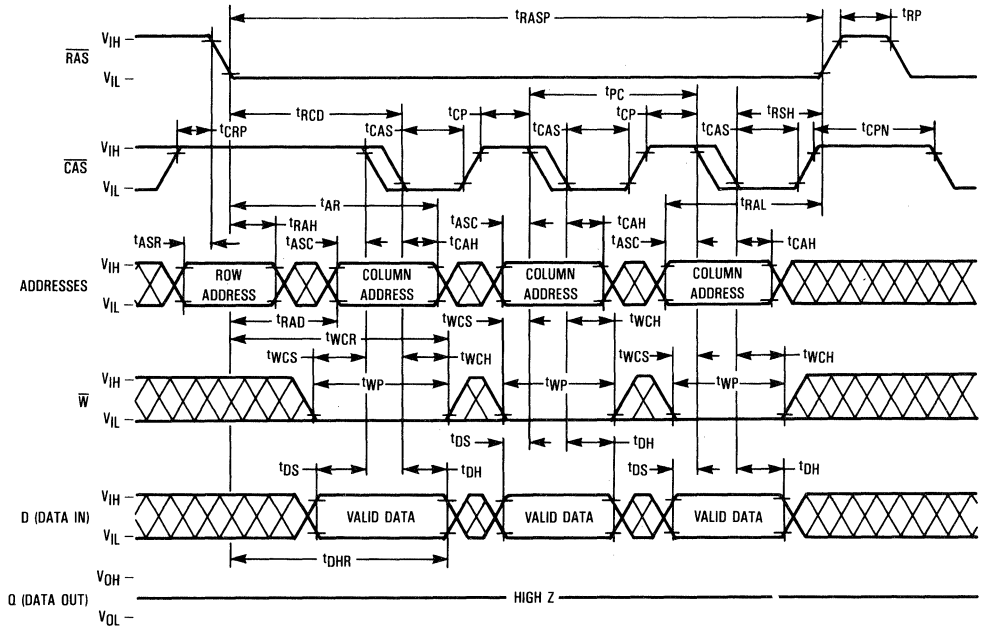 tRASP tRP
VIH
RAS
VIL
tRCD tCP tPC tCP tRSH
tCRP tCAS tCAS tCAS tCPN
VIH
CAS
VIL
tAR tRAL
tRAH tASC tCAH
tASR tASC tCAH tASC tCAH
VIH
ADDRESSES ROW ADDRESS COLUMN ADDRESS COLUMN ADDRESS COLUMN ADDRESS
VIL
tRAD tWCS tWCH
tWCR
tWCS tWCH tWCS tWCH
tWP tWP tWP
VIH
W
VIL
tDS tDH
tDS tDH tDS tDH
VIH
D (DATA IN) VALID DATA VALID DATA VALID DATA
VIL
tDHR
VOH
Q (DATA OUT) HIGH Z
VOL